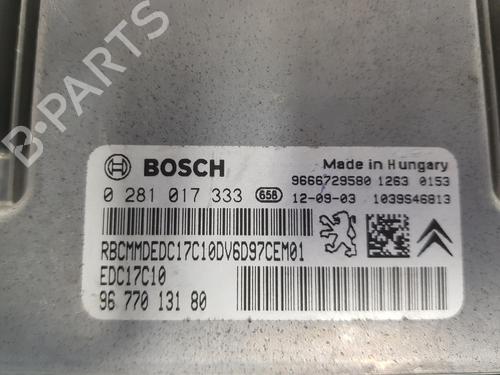 BOSCH
Made in Hungary
9666729580 1263 0153
0 281 017 333 658 12-09-03 1039S46813
RBCMMDEDC17C10DV6D97CEM01
EDC17C10
96 770 131 80
B-PARTS